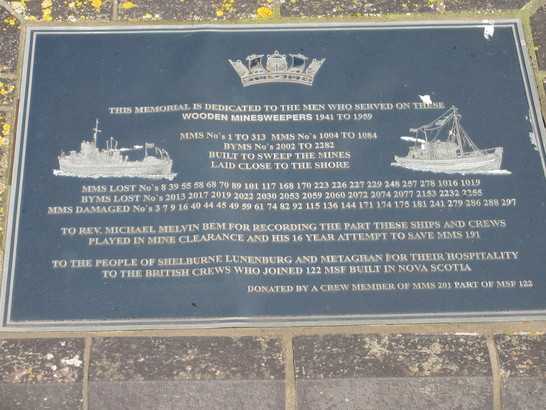 THIS MEMORIAL IS DEDICATED TO THE MEN WHO SERVED ON THESE
WOODEN MINESWEEPERS 1941 TO 1959
MMS No's 1 TO 313 MMS No's 1004 TO 1084
BYMS No's 2002 TO 2282
BUILT TO SWEEP THE MINES
LAID CLOSE TO THE SHORE
MMS LOST No's 8 39 55 58 68 70 89 101 117 168 170 223 226 227 229 248 257 278 1016 1019
BYMS LOST No's 2013 2017 2019 2022 2030 2053 2069 2060 2072 2074 2077 2153 2232 2255
MMS DAMAGED No's 3 7 9 16 40 44 45 49 59 61 74 82 92 115 136 144 171 174 175 181 241 279 286 288 297
TO REV. MICHAEL MELVIN BEM FOR RECORDING THE PART THESE SHIPS AND CREWS
PLAYED IN MINE CLEARANCE AND HIS 16 YEAR ATTEMPT TO SAVE MMS 191
TO THE PEOPLE OF SHELBURNE LUNENBURG AND METAGHAN FOR THEIR HOSPITALITY
TO THE BRITISH CREWS WHO JOINED 122 MSF BUILT IN NOVA SCOTIA
DONATED BY A CREW MEMBER OF MMS 201 PART OF MSF 122